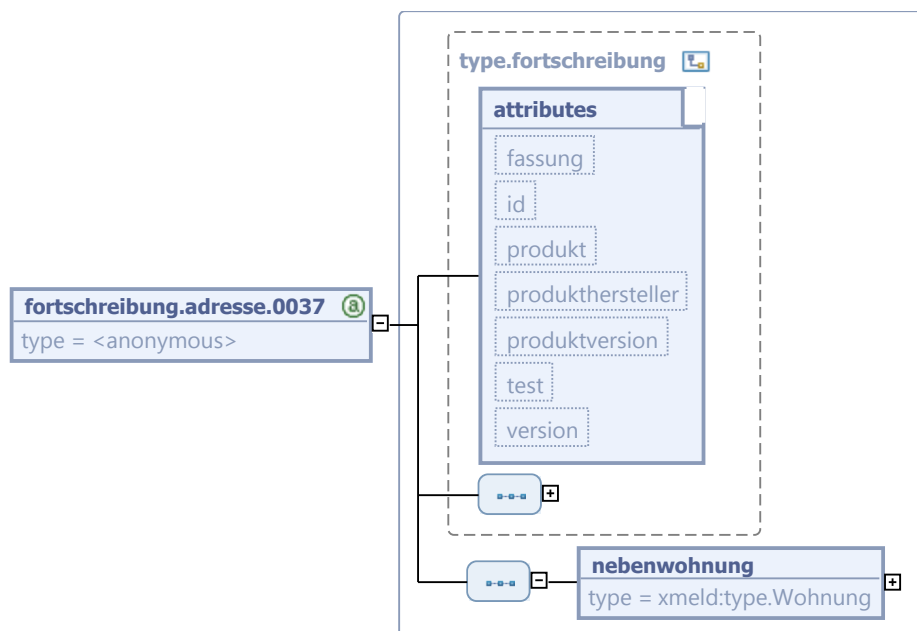 type.fortschreibung
attributes
fassung
id
produkt
produkthersteller
produktversion
test
version
fortschreibung.adresse.0037 a
type = <anonymous>
nebenwohnung
type = xmeld:type.Wohnung